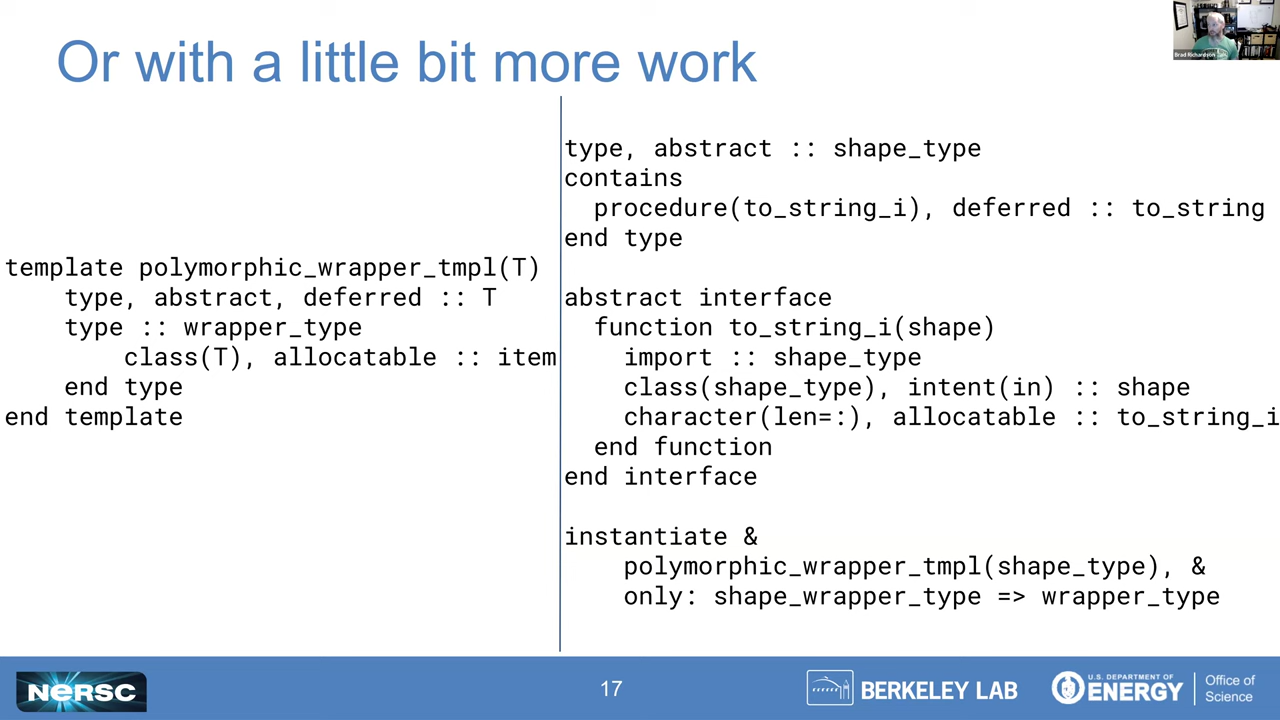 Or with a little bit more work
Brad Richardson
template polymorphic_wrapper_tmpl(T)
    type, abstract, deferred :: T
    type :: wrapper_type
        class(T), allocatable :: item
    end type
end template
type, abstract :: shape_type
contains
  procedure(to_string_i), deferred :: to_string
end type
abstract interface
  function to_string_i(shape)
    import :: shape_type
    class(shape_type), intent(in) :: shape
    character(len=:), allocatable :: to_string_i
  end function
end interface
instantiate &
    polymorphic_wrapper_tmpl(shape_type), &
    only: shape_wrapper_type => wrapper_type
NERSC
17
BERKELEY LAB
U.S. DEPARTMENT OF
ENERGY
Office of
Science